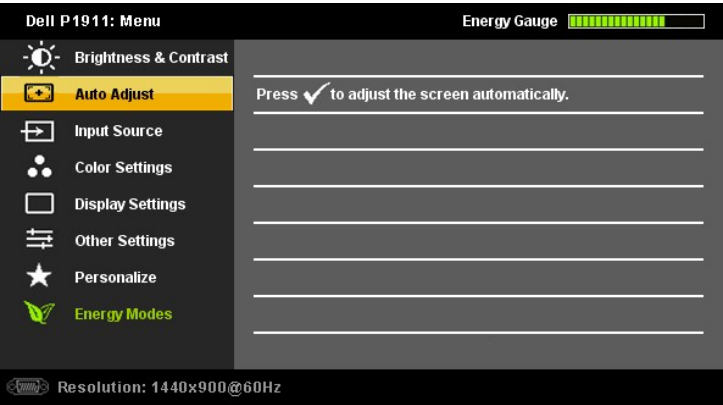 Dell P1911: Menu Energy Gauge
Brightness & Contrast
Auto Adjust Press ✓ to adjust the screen automatically.
Input Source
Color Settings
Display Settings
Other Settings
Personalize
Energy Modes
Resolution: 1440x900@60Hz